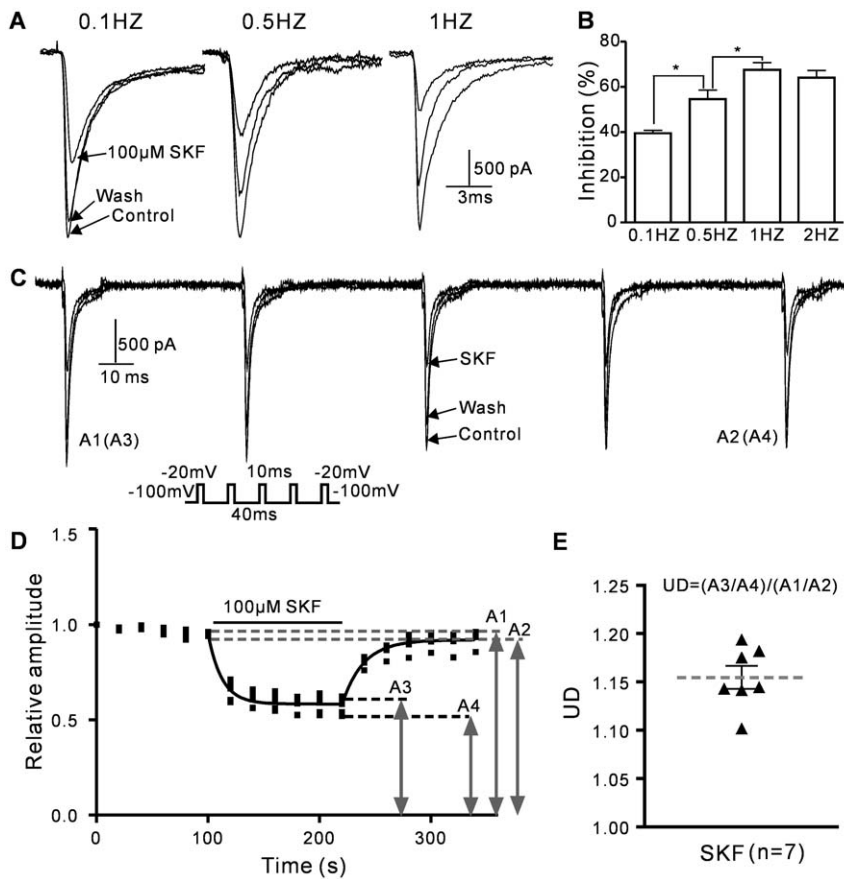 A
0.1HZ
0.5HZ
1HZ
100µM SKF
Wash
Control
500 pA
3ms
B
Inhibition (%)
80
60
40
20
0
*
*
0.1HZ 0.5HZ 1HZ 2HZ
C
500 pA
10 ms
SKF
Wash
Control
A1(A3)
A2(A4)
-20mV 10ms -20mV
-100mV -100mV
40ms
D
Relative amplitude
1.5
1.0
0.5
0.0
100µM SKF
A1
A2
A3
A4
0 100 200 300
Time (s)
E
UD=(A3/A4)/(A1/A2)
UD
1.25
1.20
1.15
1.10
1.05
1.00
SKF (n=7)